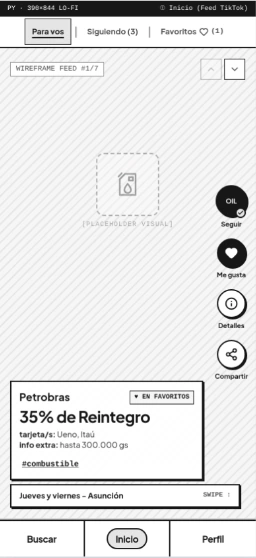 PY · 390×844 LO-FI
① Inicio (Feed TikTok)
Para vos
Siguiendo (3)
Favoritos (1)
WIREFRAME FEED #1/7
[PLACEHOLDER VISUAL]
OIL
Seguir
Me gusta
Detalles
Compartir
Petrobras
▼ EN FAVORITOS
35% de Reintegro
tarjeta/s: Ueno, Itaú
info extra: hasta 300.000 gs
#combustible
Jueves y viernes – Asunción
SWIPE ↕
Buscar
Inicio
Perfil